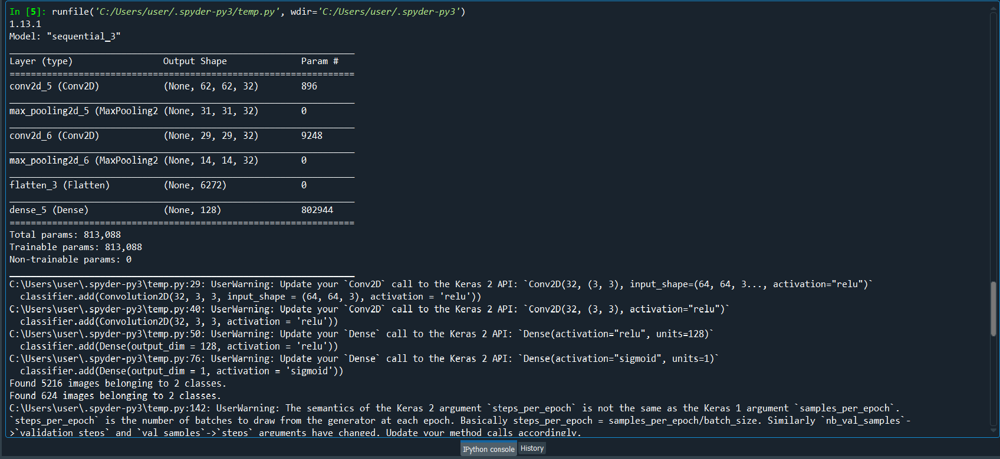 In [5]: runfile('C:/Users/user/.spyder-py3/temp.py', wdir='C:/Users/user/.spyder-py3')
1.13.1
Model: "sequential_3"
_________________________________________________________________
Layer (type)                 Output Shape              Param #
=================================================================
conv2d_5 (Conv2D)            (None, 62, 62, 32)        896
_________________________________________________________________
max_pooling2d_5 (MaxPooling2 (None, 31, 31, 32)        0
_________________________________________________________________
conv2d_6 (Conv2D)            (None, 29, 29, 32)        9248
_________________________________________________________________
max_pooling2d_6 (MaxPooling2 (None, 14, 14, 32)        0
_________________________________________________________________
flatten_3 (Flatten)          (None, 6272)              0
_________________________________________________________________
dense_5 (Dense)              (None, 128)               802944
=================================================================
Total params: 813,088
Trainable params: 813,088
Non-trainable params: 0
_________________________________________________________________
C:\Users\user\.spyder-py3\temp.py:29: UserWarning: Update your `Conv2D` call to the Keras 2 API: `Conv2D(32, (3, 3), input_shape=(64, 64, 3..., activation="relu")`
  classifier.add(Convolution2D(32, 3, 3, input_shape = (64, 64, 3), activation = 'relu'))
C:\Users\user\.spyder-py3\temp.py:40: UserWarning: Update your `Conv2D` call to the Keras 2 API: `Conv2D(32, (3, 3), activation="relu")`
  classifier.add(Convolution2D(32, 3, 3, activation = 'relu'))
C:\Users\user\.spyder-py3\temp.py:50: UserWarning: Update your `Dense` call to the Keras 2 API: `Dense(activation="relu", units=128)`
  classifier.add(Dense(output_dim = 128, activation = 'relu'))
C:\Users\user\.spyder-py3\temp.py:76: UserWarning: Update your `Dense` call to the Keras 2 API: `Dense(activation="sigmoid", units=1)`
  classifier.add(Dense(output_dim = 1, activation = 'sigmoid'))
Found 5216 images belonging to 2 classes.
Found 624 images belonging to 2 classes.
C:\Users\user\.spyder-py3\temp.py:142: UserWarning: The semantics of the Keras 2 argument `steps_per_epoch` is not the same as the Keras 1 argument `samples_per_epoch`.
`steps_per_epoch` is the number of batches to draw from the generator at each epoch. Basically steps_per_epoch = samples_per_epoch/batch_size. Similarly `nb_val_samples`-
>`validation_steps` and `val_samples`->`steps` arguments have changed. Update your method calls accordingly.
IPython console History